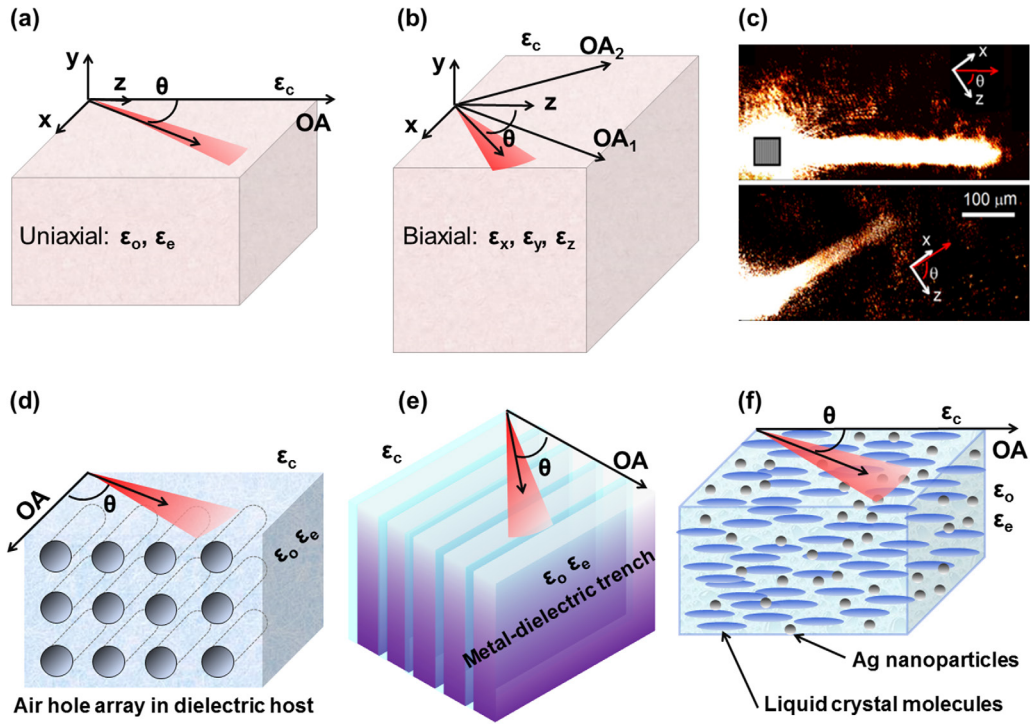 (a)
y
z
θ
εc
x
OA
Uniaxial: εo, εe
(b)
εc
OA2
y
z
x
θ
OA1
Biaxial: εx, εy, εz
(c)
x
θ
z
100 μm
x
θ
z
(d)
εc
OA
θ
εo εe
Air hole array in dielectric host
(e)
εc
θ
OA
εo εe
Metal-dielectric trench
(f)
θ
εc
OA
εo
εe
Ag nanoparticles
Liquid crystal molecules